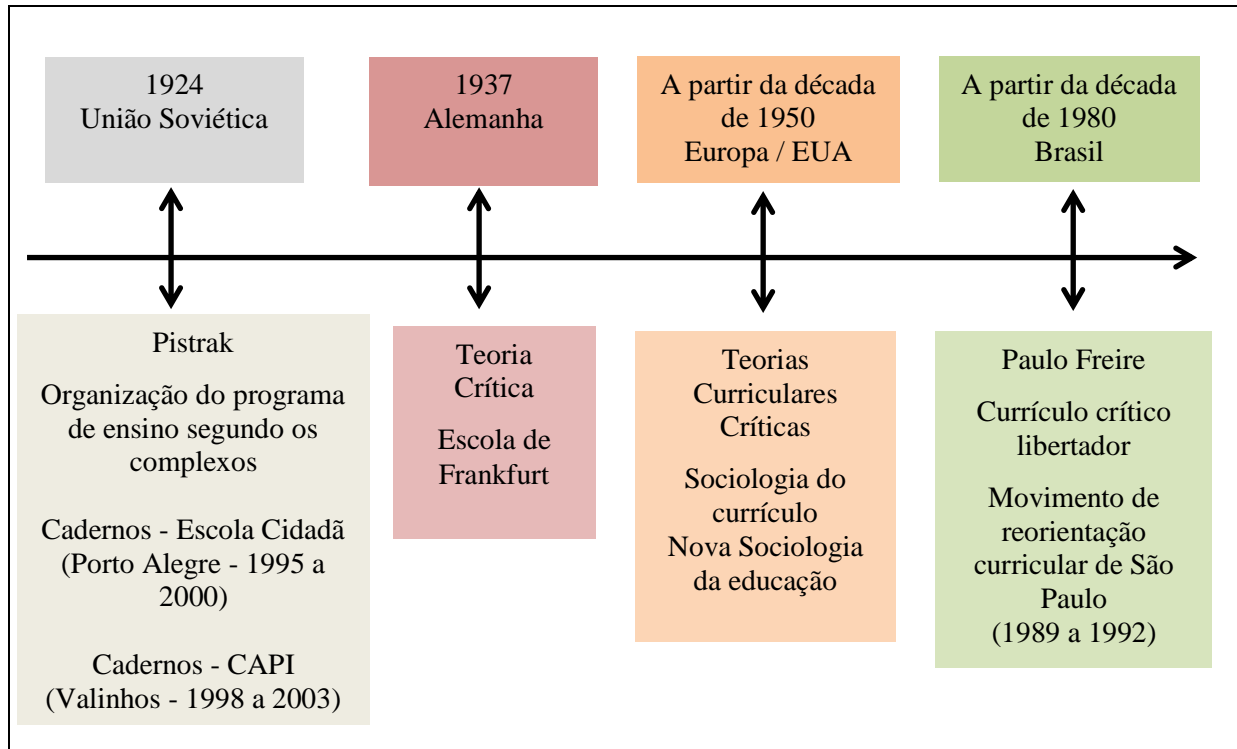 1924
União Soviética
1937
Alemanha
A partir da década
de 1950
Europa / EUA
A partir da década
de 1980
Brasil
Pistrak
Organização do programa
de ensino segundo os
complexos
Cadernos - Escola Cidadã
(Porto Alegre - 1995 a
2000)
Cadernos - CAPI
(Valinhos - 1998 a 2003)
Teoria
Crítica
Escola de
Frankfurt
Teorias
Curriculares
Críticas
Sociologia do
currículo
Nova Sociologia
da educação
Paulo Freire
Currículo crítico
libertador
Movimento de
reorientação
curricular de São
Paulo
(1989 a 1992)